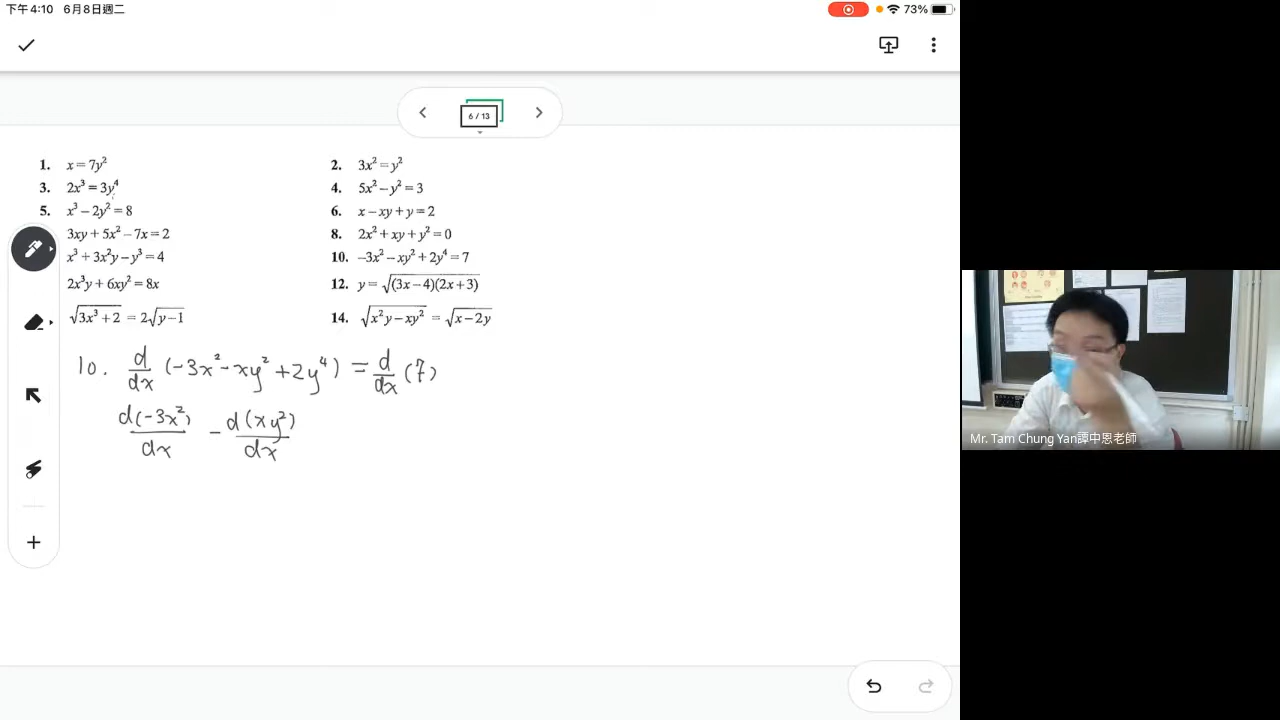 下午4:10 6月8日週二
73%
6 / 13
1. x = 7y²
2. 3x² = y²
3. 2x³ = 3y⁴
4. 5x² − y² = 3
5. x³ − 2y² = 8
6. x − xy + y = 2
3xy + 5x² − 7x = 2
8. 2x² + xy + y² = 0
x³ + 3x²y − y³ = 4
10. −3x² − xy² + 2y⁴ = 7
2x³y + 6xy² = 8x
12. y = √((3x − 4)(2x + 3))
√(3x³ + 2) = 2√(y − 1)
14. √(x²y − xy²) = √(x − 2y)
10. d/dx (−3x² − xy² + 2y⁴) = d/dx (7)
d(−3x²)/dx − d(xy²)/dx
Mr. Tam Chung Yan譚中恩老師